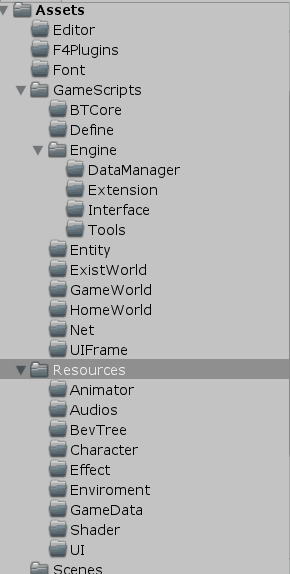 Assets
Editor
F4Plugins
Font
GameScripts
BTCore
Define
Engine
DataManager
Extension
Interface
Tools
Entity
ExistWorld
GameWorld
HomeWorld
Net
UIFrame
Resources
Animator
Audios
BevTree
Character
Effect
Enviroment
GameData
Shader
UI
Scenes